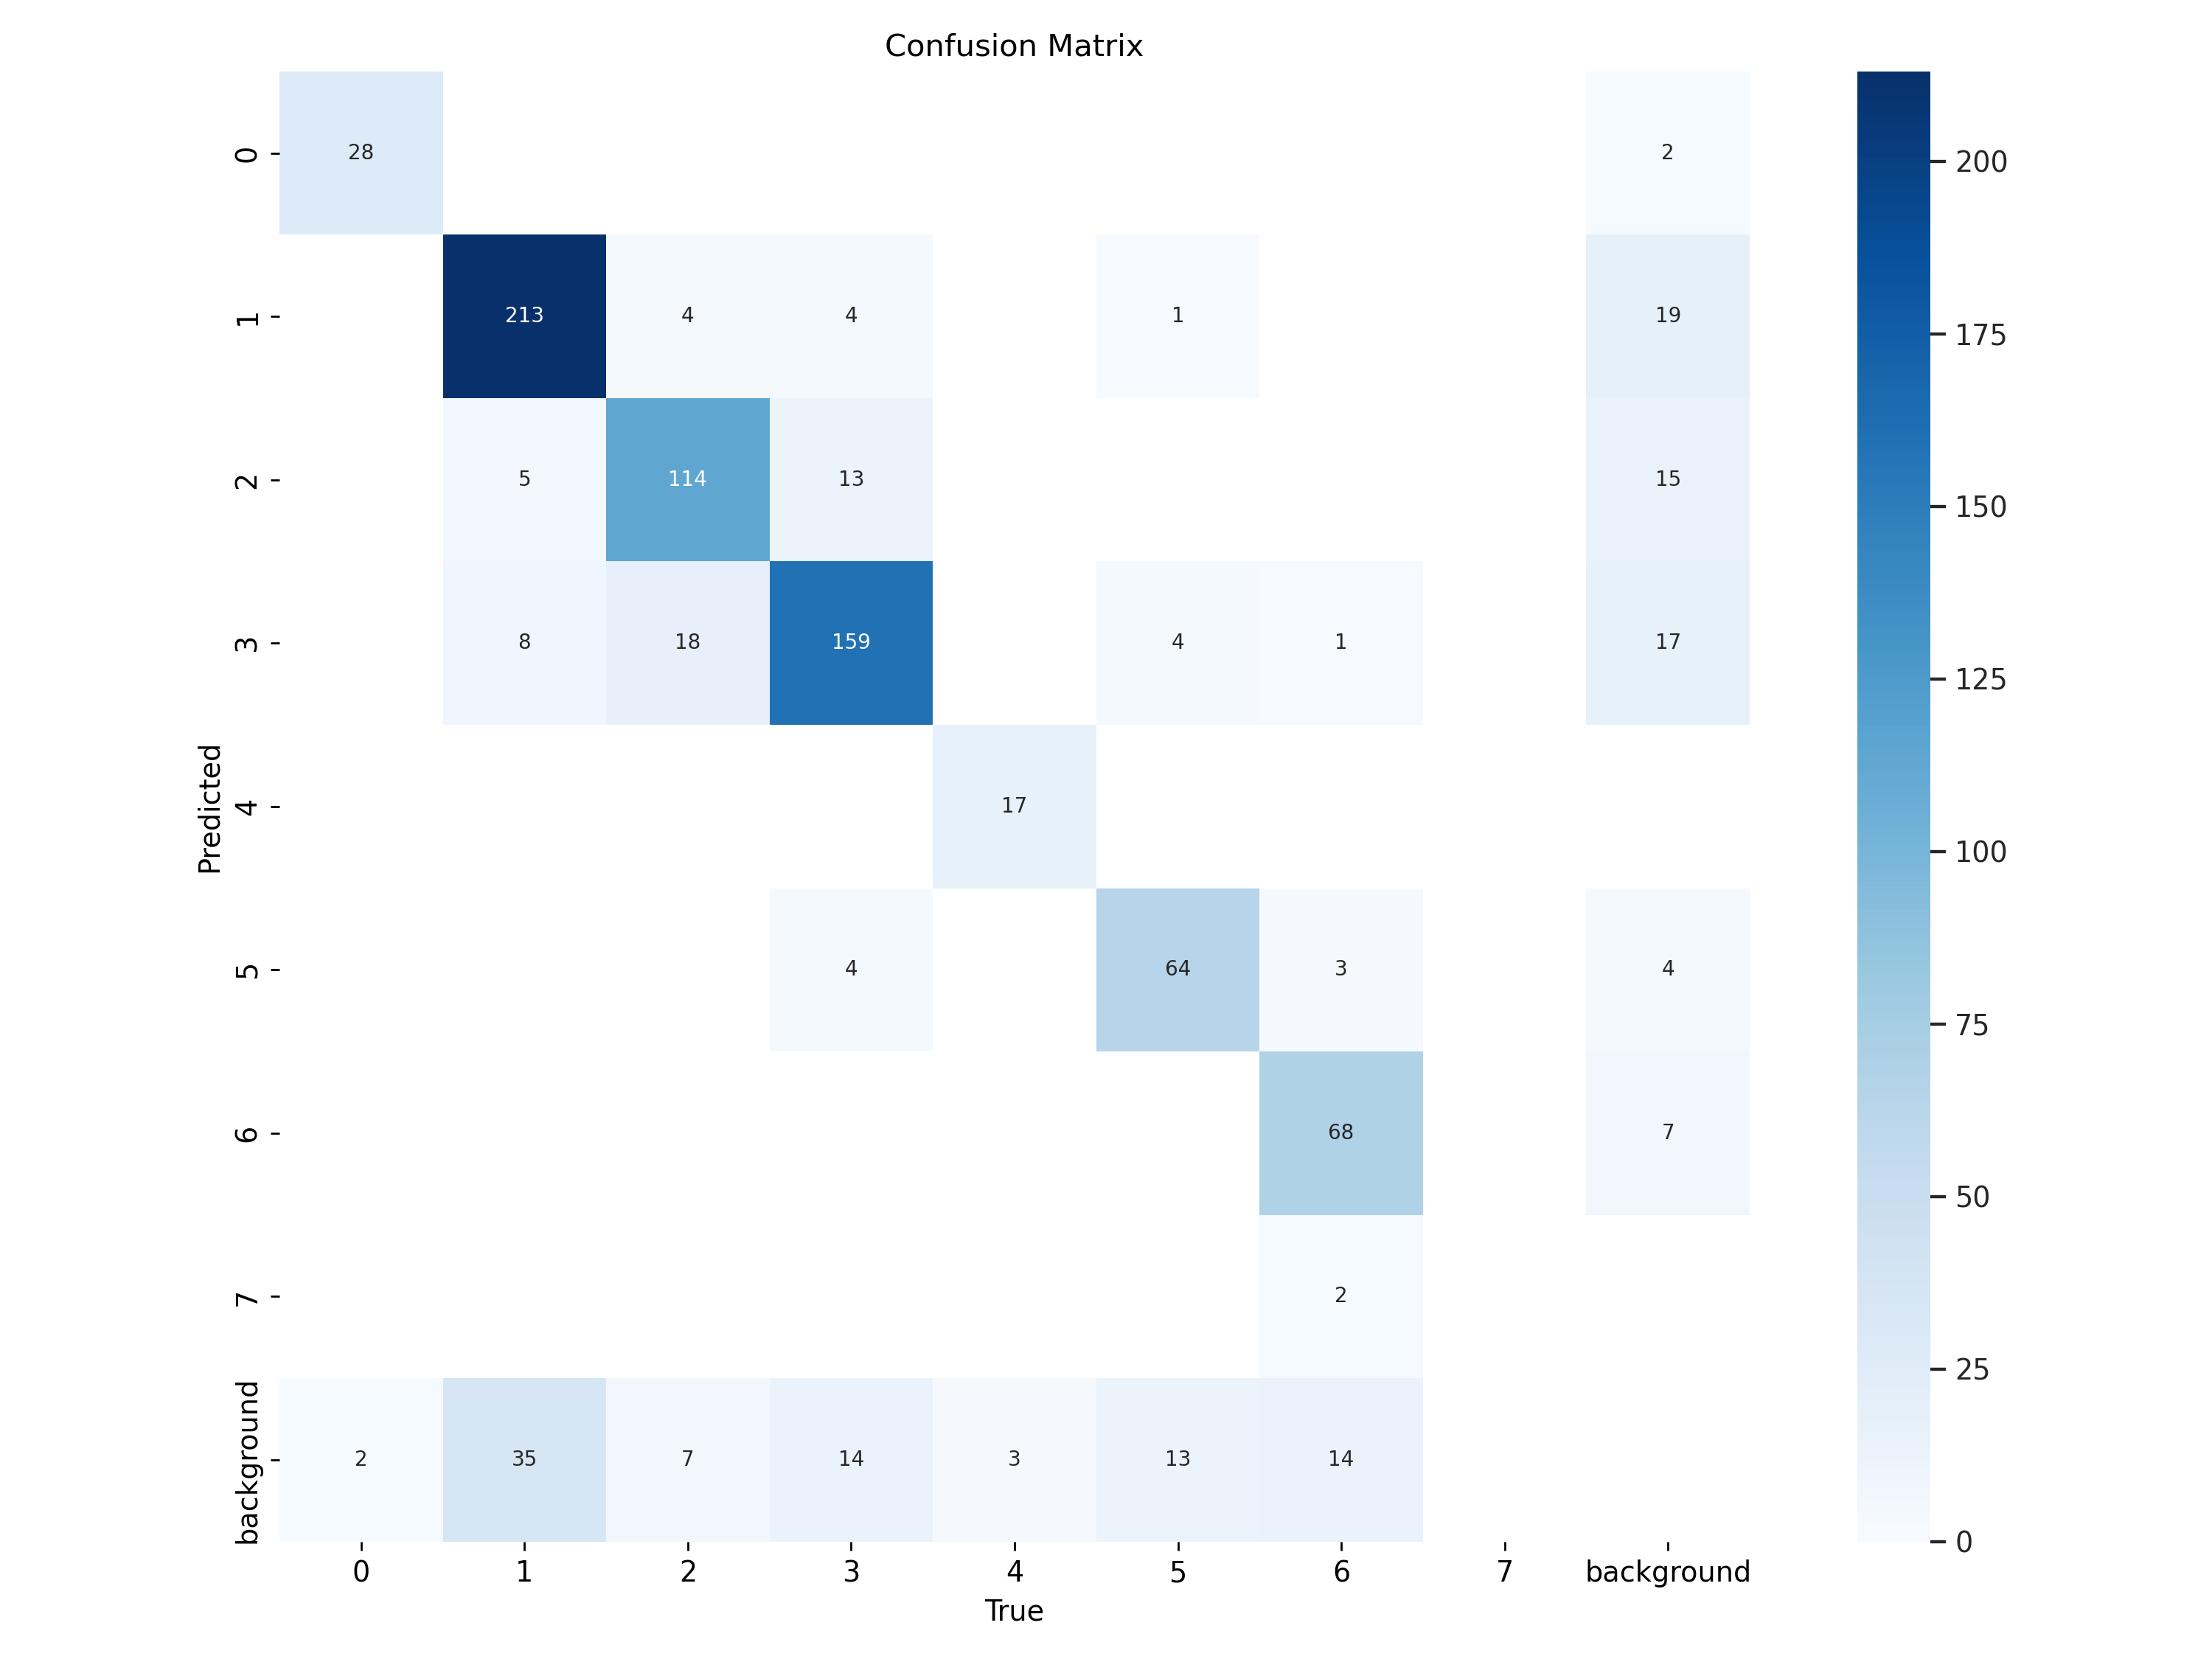 Confusion Matrix
0 28 2 200
1 213 4 4 1 19 175
2 5 114 13 15 150
3 8 18 159 4 1 17 125
Predicted
4 17 100
5 4 64 3 4 75
6 68 7 50
7 2 25
background 2 35 7 14 3 13 14 0
0 1 2 3 4 5 6 7 background
True